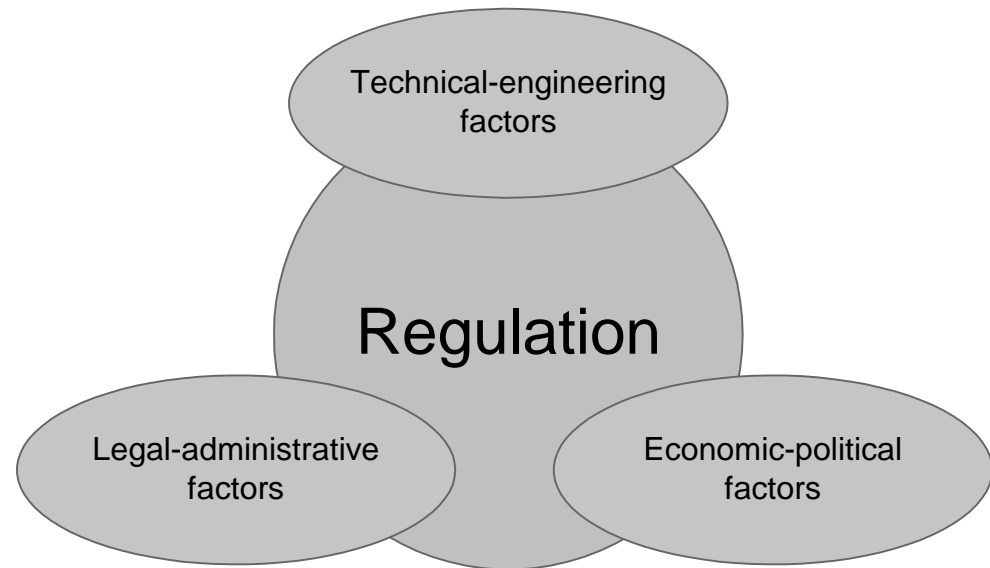 Technical-engineering
factors
Regulation
Legal-administrative
factors
Economic-political
factors